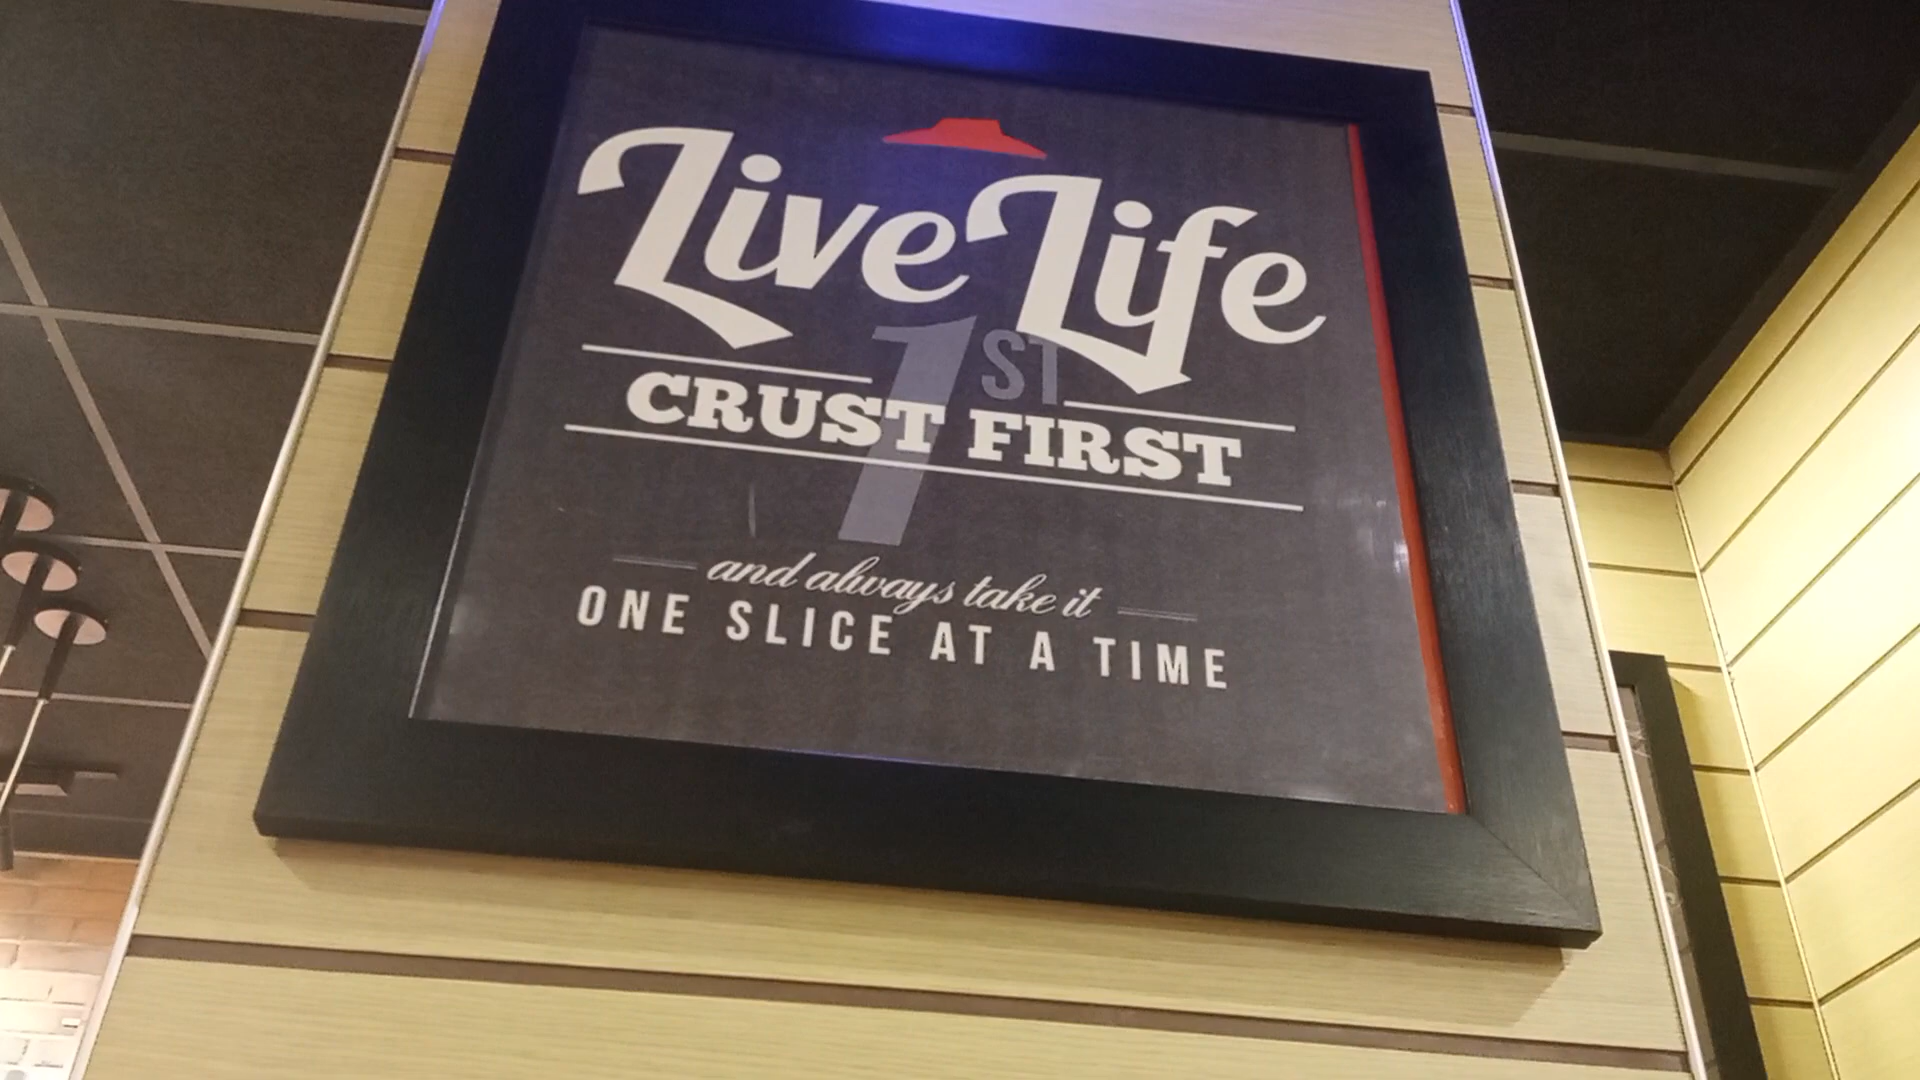 Live Life
1ST
CRUST FIRST
and always take it
ONE SLICE AT A TIME